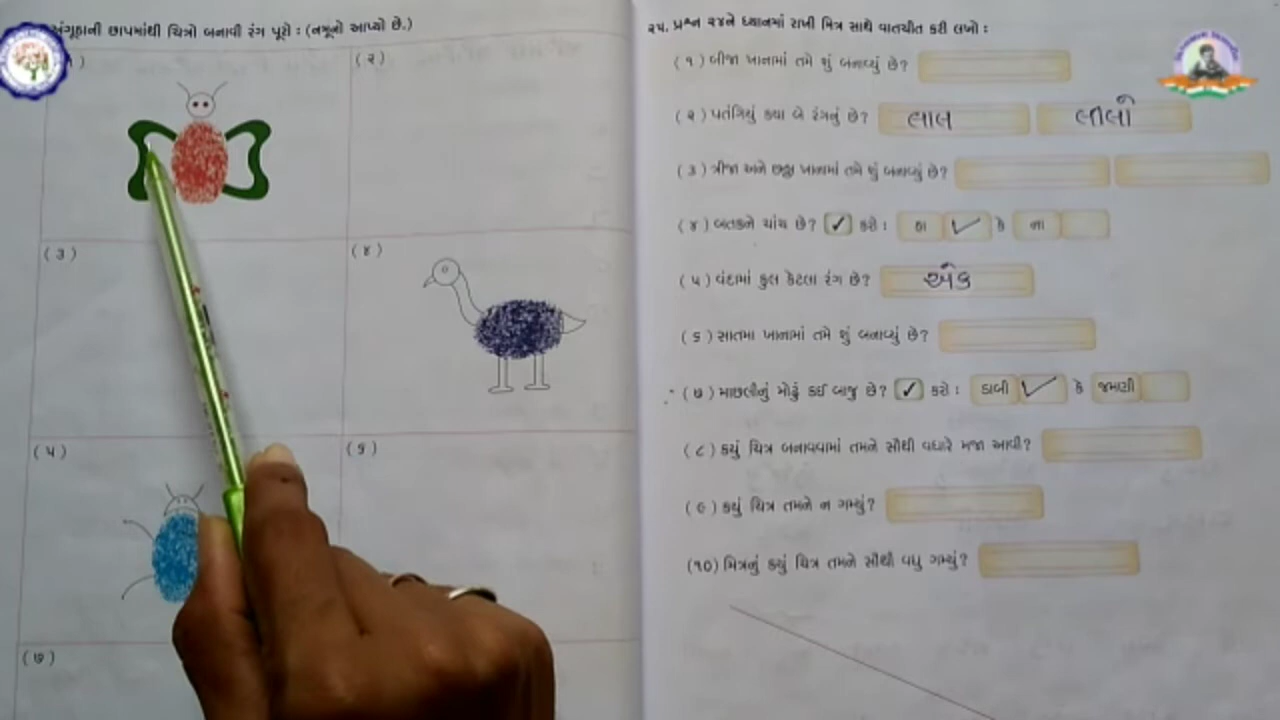 અંગૂઠાની છાપમાંથી ચિત્રો બનાવી રંગ પૂરો : (નમૂનો આપ્યો છે.)
(૨)
(૩)
(૪)
(૫)
(૬)
(૭)
૨૫. પ્રશ્ન ૨૪ને ધ્યાનમાં રાખી મિત્ર સાથે વાતચીત કરી લખો :
(૧) બીજા ખાનામાં તમે શું બનાવ્યું છે?
(૨) પતંગિયું કયા બે રંગનું છે? લાલ લીલો
(૩) ત્રીજા અને છઠ્ઠા ખાનામાં તમે શું બનાવ્યું છે?
(૪) બતકને ચાંચ છે? ✓ કરો : હા ✓ કે ના
(૫) વંદામાં કુલ કેટલા રંગ છે? એક
(૬) સાતમા ખાનામાં તમે શું બનાવ્યું છે?
(૭) માછલીનું મોઢું કઈ બાજુ છે? ✓ કરો : ડાબી ✓ કે જમણી
(૮) કયું ચિત્ર બનાવવામાં તમને સૌથી વધારે મજા આવી?
(૯) કયું ચિત્ર તમને ન ગમ્યું?
(૧૦) મિત્રનું કયું ચિત્ર તમને સૌથી વધુ ગમ્યું?